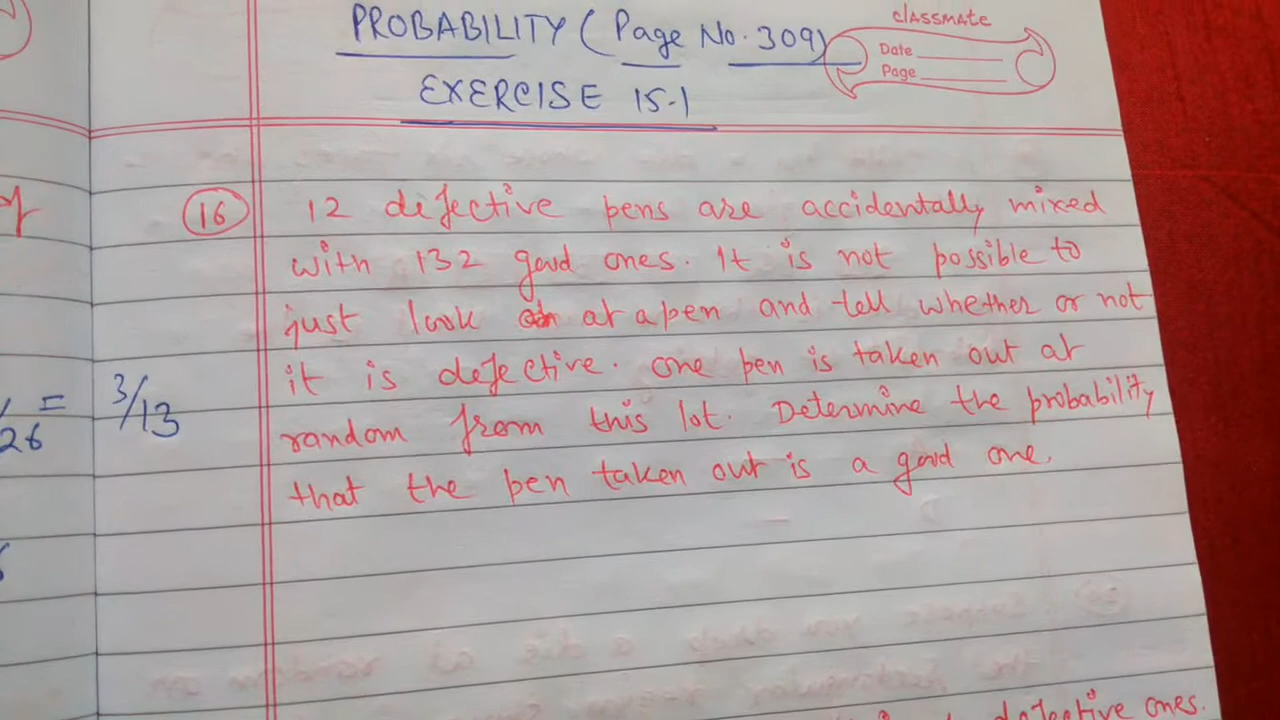 PROBABILITY (Page No. 309)
classmate
Date
Page
EXERCISE 15.1
16 12 defective pens are accidentally mixed
with 132 good ones. It is not possible to
just look at a pen and tell whether or not
it is defective. One pen is taken out at
random from this lot. Determine the probability
that the pen taken out is a good one.
26 = 3/13
defective ones.